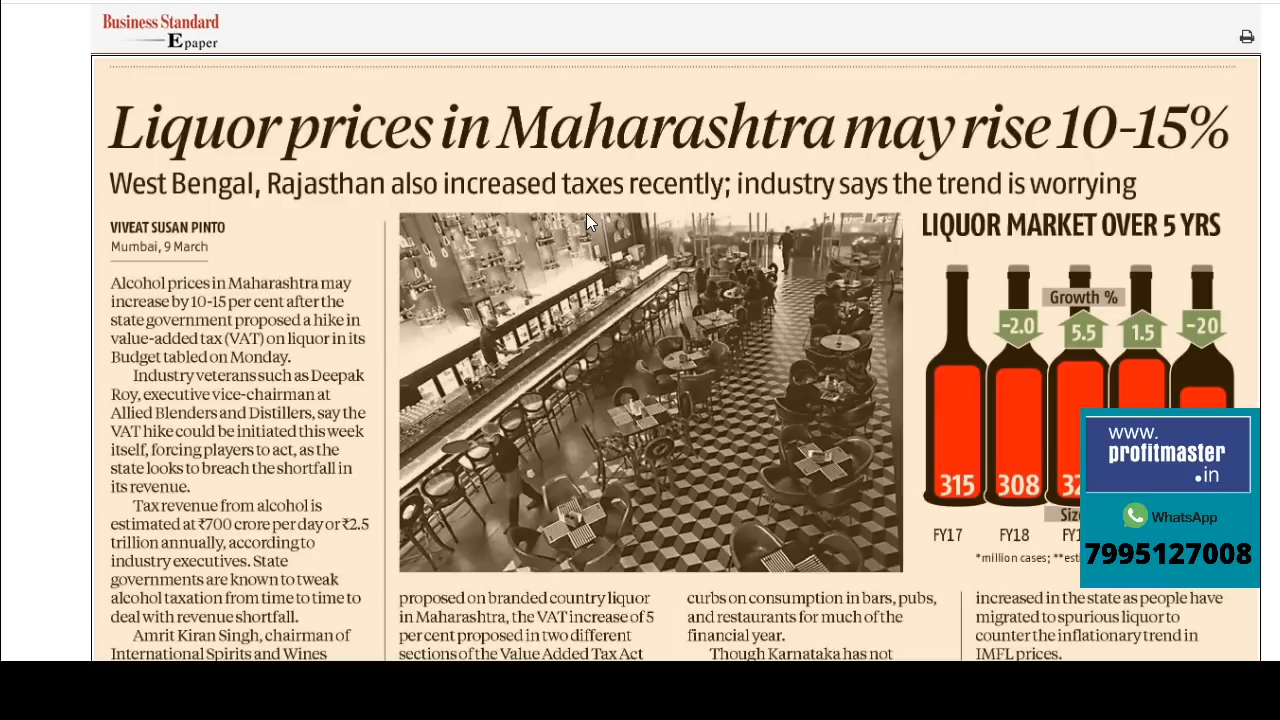 Business Standard
E paper
Liquor prices in Maharashtra may rise 10-15%
West Bengal, Rajasthan also increased taxes recently; industry says the trend is worrying
VIVEAT SUSAN PINTO
Mumbai, 9 March
Alcohol prices in Maharashtra may
increase by 10-15 per cent after the
state government proposed a hike in
value-added tax (VAT) on liquor in its
Budget tabled on Monday.
Industry veterans such as Deepak
Roy, executive vice-chairman at
Allied Blenders and Distillers, say the
VAT hike could be initiated this week
itself, forcing players to act, as the
state looks to breach the shortfall in
its revenue.
Tax revenue from alcohol is
estimated at ₹700 crore per day or ₹2.5
trillion annually, according to
industry executives. State
governments are known to tweak
alcohol taxation from time to time to
deal with revenue shortfall.
Amrit Kiran Singh, chairman of
International Spirits and Wines
proposed on branded country liquor
in Maharashtra, the VAT increase of 5
per cent proposed in two different
sections of the Value Added Tax Act
curbs on consumption in bars, pubs,
and restaurants for much of the
financial year.
Though Karnataka has not
increased in the state as people have
migrated to spurious liquor to
counter the inflationary trend in
IMFL prices.
LIQUOR MARKET OVER 5 YRS
Growth %
-2.0 5.5 1.5 -20
315 308
FY17 FY18
*million cases;
www.
profitmaster
.in
WhatsApp
7995127008